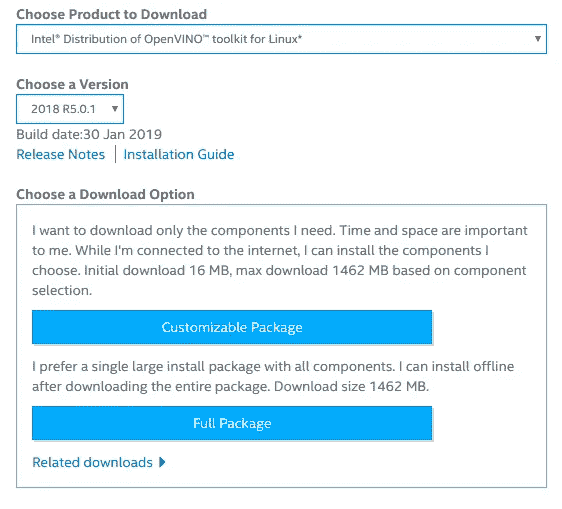 Choose Product to Download
Intel® Distribution of OpenVINO™ toolkit for Linux*
Choose a Version
2018 R5.0.1
Build date:30 Jan 2019
Release Notes | Installation Guide
Choose a Download Option
I want to download only the components I need. Time and space are important
to me. While I'm connected to the internet, I can install the components I
choose. Initial download 16 MB, max download 1462 MB based on component
selection.
Customizable Package
I prefer a single large install package with all components. I can install offline
after downloading the entire package. Download size 1462 MB.
Full Package
Related downloads